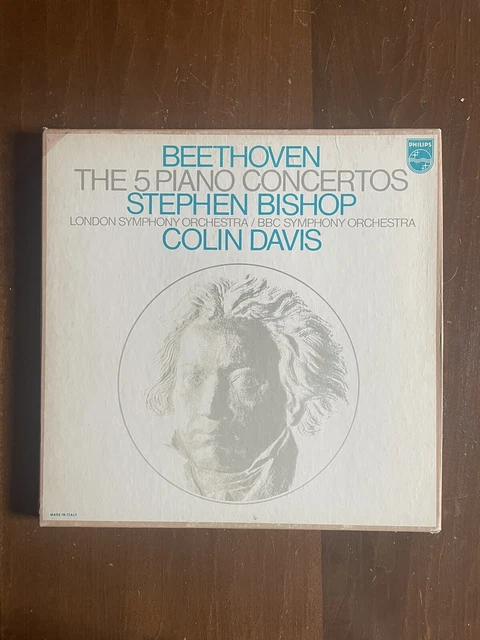 PHILIPS
BEETHOVEN
THE 5 PIANO CONCERTOS
STEPHEN BISHOP
LONDON SYMPHONY ORCHESTRA / BBC SYMPHONY ORCHESTRA
COLIN DAVIS
MADE IN ITALY